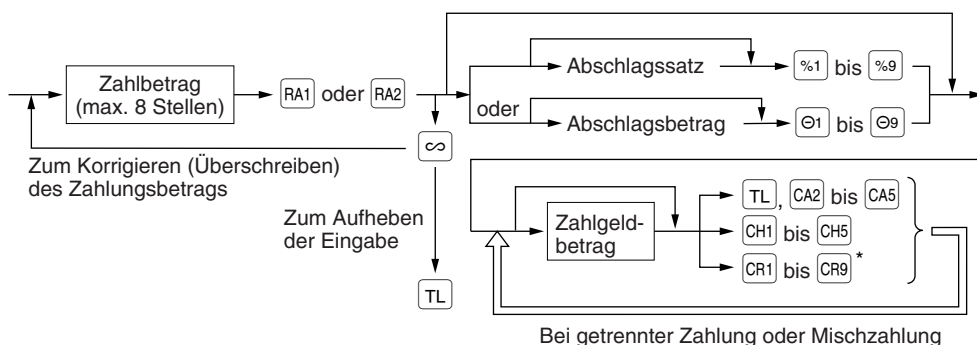 Zahlbetrag
(max. 8 Stellen)
RA1 oder RA2
Abschlagssatz
%1 bis %9
oder
Abschlagsbetrag
⊖1 bis ⊖9
∽
Zum Korrigieren (Überschreiben)
des Zahlungsbetrags
Zum Aufheben
der Eingabe
TL
Zahlgeld-
betrag
TL, CA2 bis CA5
CH1 bis CH5
CR1 bis CR9 *
Bei getrennter Zahlung oder Mischzahlung